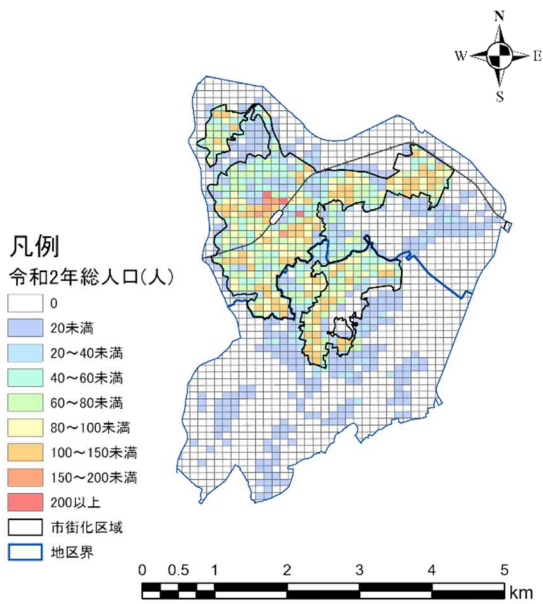 N
W E
S
凡例
令和2年総人口(人)
0
20未満
20～40未満
40～60未満
60～80未満
80～100未満
100～150未満
150～200未満
200以上
市街化区域
地区界
0 0.5 1 2 3 4 5
km